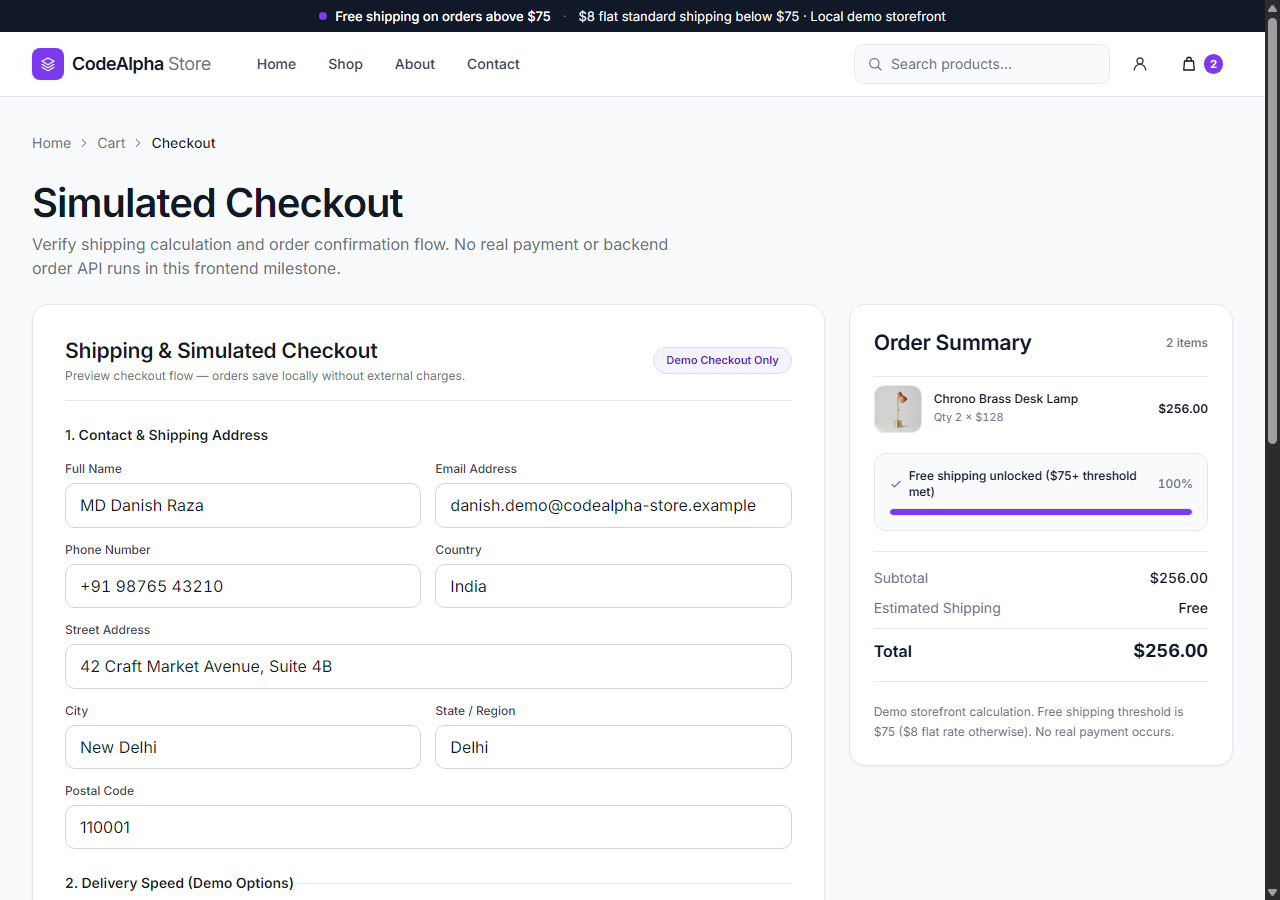 Free shipping on orders above $75 · $8 flat standard shipping below $75 · Local demo storefront
CodeAlpha Store
Home
Shop
About
Contact
Search products...
2
Home > Cart > Checkout
Simulated Checkout
Verify shipping calculation and order confirmation flow. No real payment or backend
order API runs in this frontend milestone.
Shipping & Simulated Checkout
Preview checkout flow — orders save locally without external charges.
Demo Checkout Only
1. Contact & Shipping Address
Full Name
MD Danish Raza
Email Address
danish.demo@codealpha-store.example
Phone Number
+91 98765 43210
Country
India
Street Address
42 Craft Market Avenue, Suite 4B
City
New Delhi
State / Region
Delhi
Postal Code
110001
2. Delivery Speed (Demo Options)
Order Summary
2 items
Chrono Brass Desk Lamp
Qty 2 × $128
$256.00
Free shipping unlocked ($75+ threshold
met)
100%
Subtotal
$256.00
Estimated Shipping
Free
Total
$256.00
Demo storefront calculation. Free shipping threshold is
$75 ($8 flat rate otherwise). No real payment occurs.